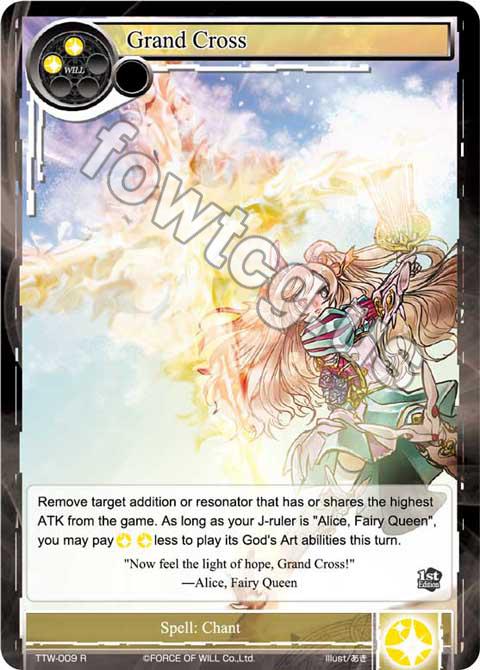 Grand Cross
WILL
fowtcg
Remove target addition or resonator that has or shares the highest
ATK from the game. As long as your J-ruler is "Alice, Fairy Queen",
you may pay less to play its God's Art abilities this turn.
"Now feel the light of hope, Grand Cross!"
—Alice, Fairy Queen
1st
Edition
Spell: Chant
TTW-009 R ©FORCE OF WILL Co.,Ltd. Illust/あき